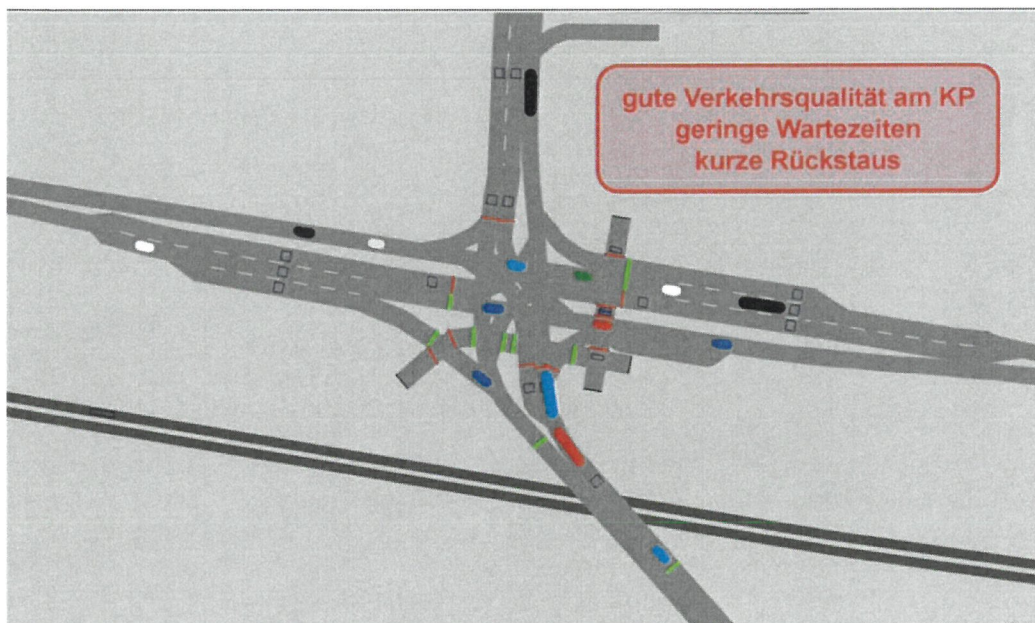 gute Verkehrsqualität am KP
geringe Wartezeiten
kurze Rückstaus